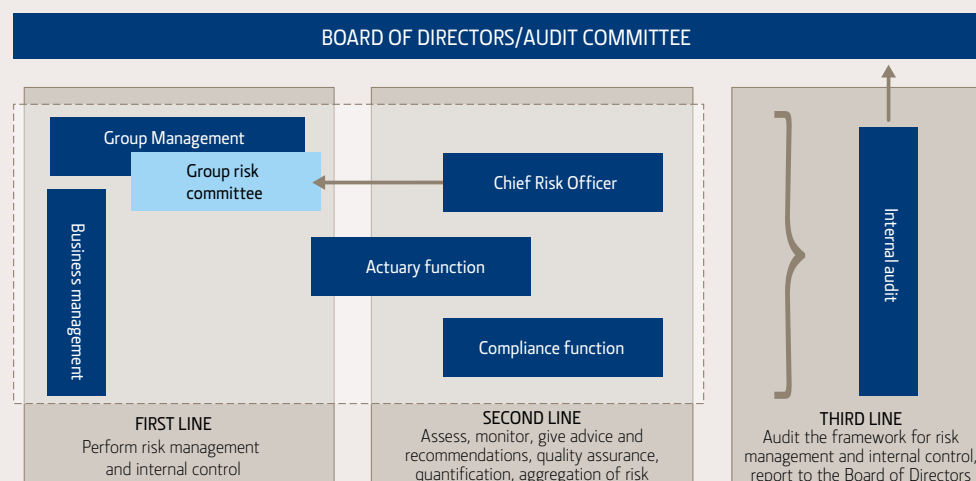 BOARD OF DIRECTORS/AUDIT COMMITTEE
Group Management
Group risk
committee
Business management
Chief Risk Officer
Actuary function
Compliance function
Internal audit
FIRST LINE
Perform risk management
and internal control
SECOND LINE
Assess, monitor, give advice and
recommendations, quality assurance,
quantification, aggregation of risk
THIRD LINE
Audit the framework for risk
management and internal control,
report to the Board of Directors